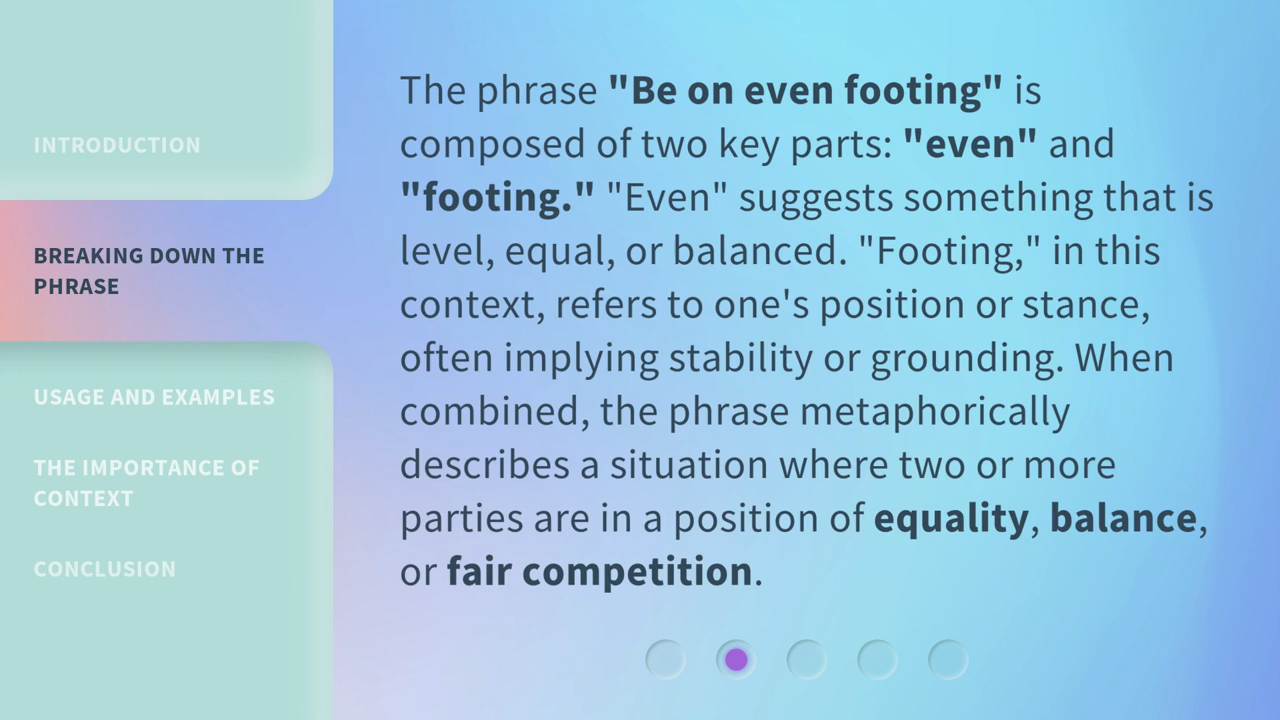 INTRODUCTION
BREAKING DOWN THE
PHRASE
USAGE AND EXAMPLES
THE IMPORTANCE OF
CONTEXT
CONCLUSION
The phrase "Be on even footing" is
composed of two key parts: "even" and
"footing." "Even" suggests something that is
level, equal, or balanced. "Footing," in this
context, refers to one's position or stance,
often implying stability or grounding. When
combined, the phrase metaphorically
describes a situation where two or more
parties are in a position of equality, balance,
or fair competition.